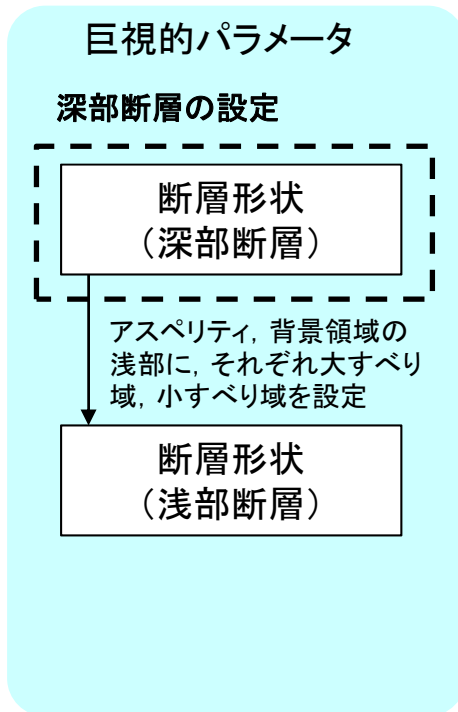 巨視的パラメータ
深部断層の設定
断層形状
（深部断層）
アスペリティ，背景領域の
浅部に，それぞれ大すべり
域，小すべり域を設定
断層形状
（浅部断層）